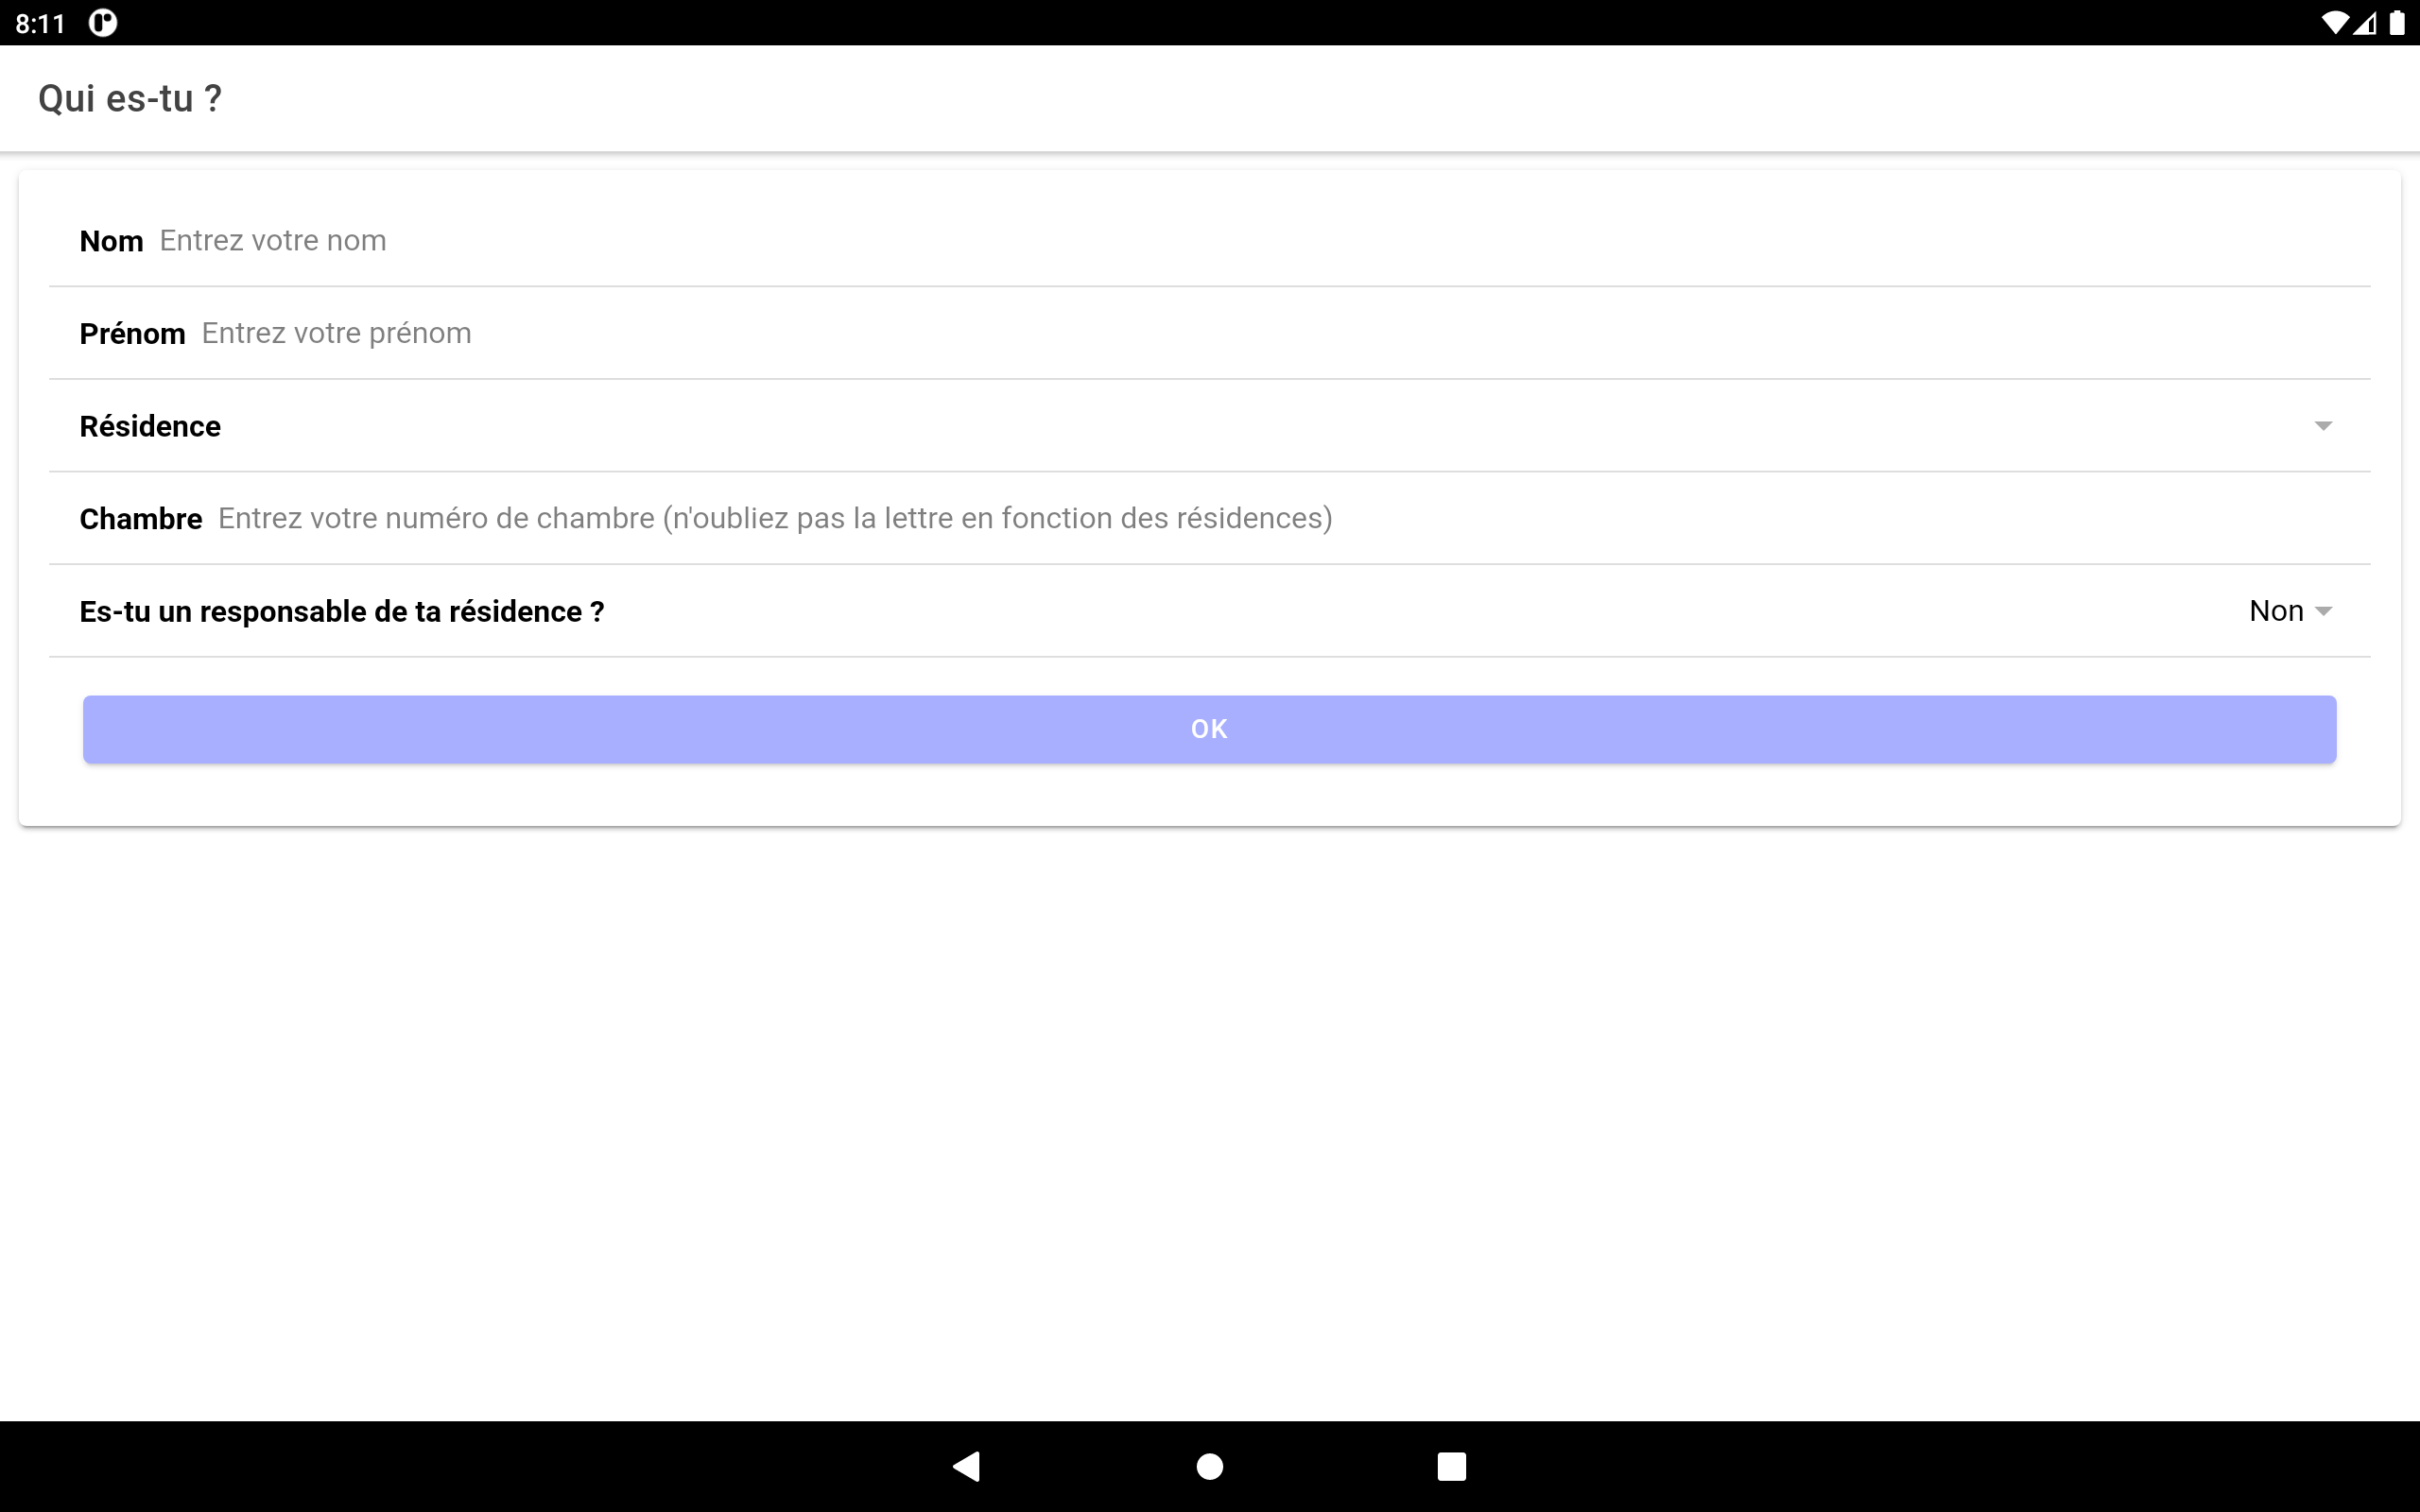 8:11
Qui es-tu ?
Nom Entrez votre nom
Prénom Entrez votre prénom
Résidence
Chambre Entrez votre numéro de chambre (n'oubliez pas la lettre en fonction des résidences)
Es-tu un responsable de ta résidence ? Non
OK